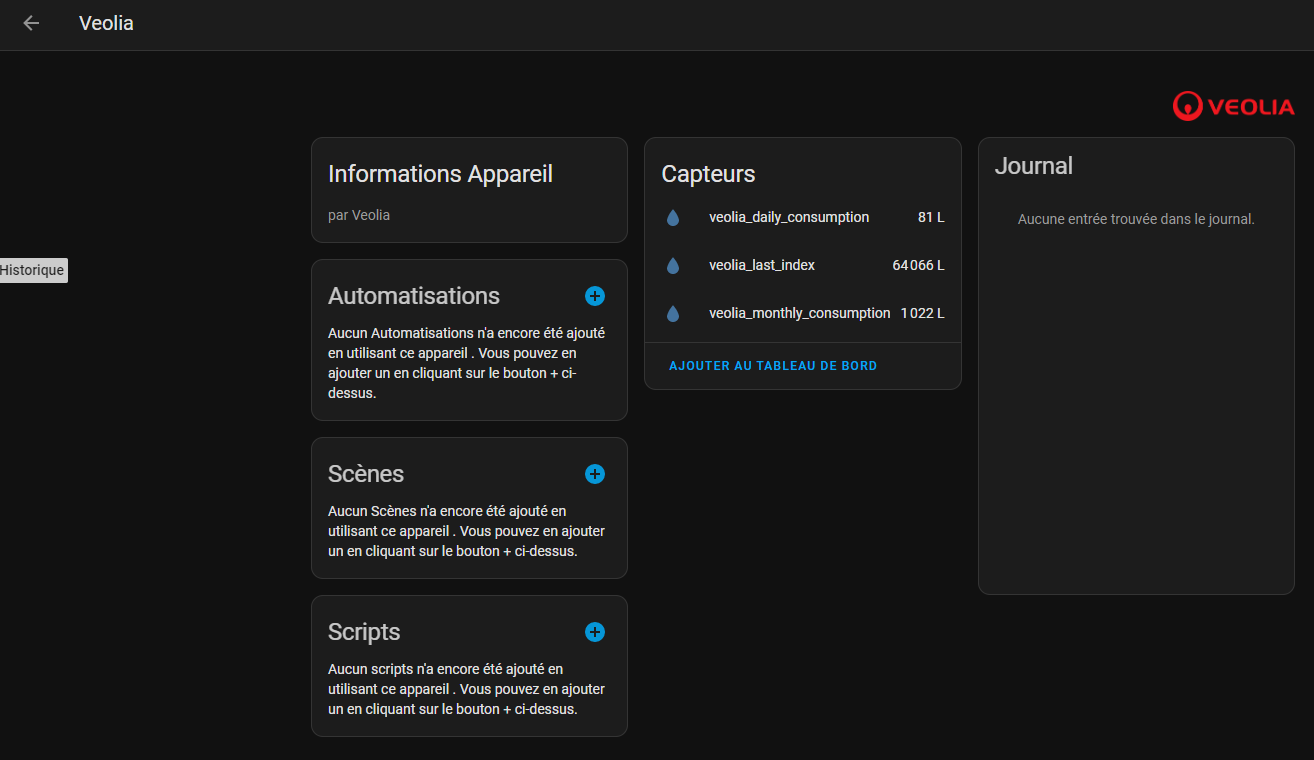 Veolia
VEOLIA
Historique
Informations Appareil
par Veolia
Automatisations
Aucun Automatisations n'a encore été ajouté
en utilisant ce appareil . Vous pouvez en
ajouter un en cliquant sur le bouton + ci-
dessus.
Scènes
Aucun Scènes n'a encore été ajouté en
utilisant ce appareil . Vous pouvez en ajouter
un en cliquant sur le bouton + ci-dessus.
Scripts
Aucun scripts n'a encore été ajouté en
utilisant ce appareil . Vous pouvez en ajouter
un en cliquant sur le bouton + ci-dessus.
Capteurs
veolia_daily_consumption 81 L
veolia_last_index 64 066 L
veolia_monthly_consumption 1 022 L
AJOUTER AU TABLEAU DE BORD
Journal
Aucune entrée trouvée dans le journal.